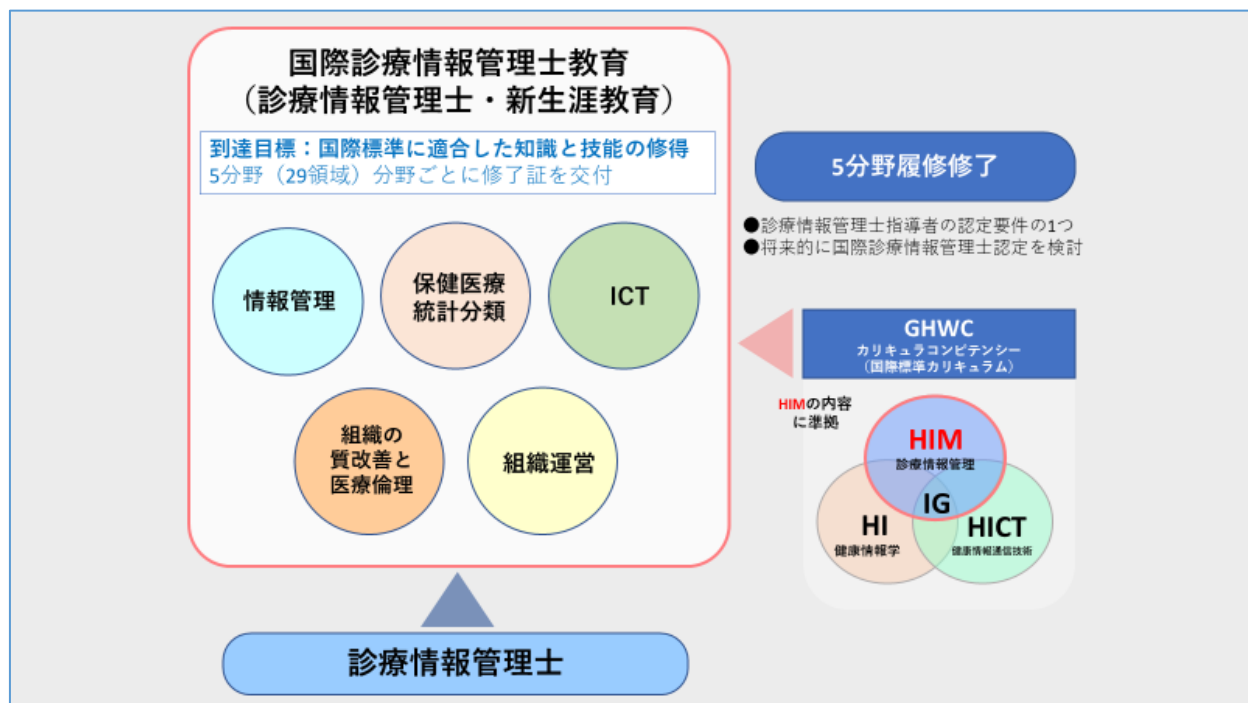 国際診療情報管理士教育
（診療情報管理士・新生涯教育）
到達目標：国際標準に適合した知識と技能の修得
5分野（29領域）分野ごとに修了証を交付
情報管理
保健医療
統計分類
ICT
組織の
質改善と
医療倫理
組織運営
診療情報管理士
5分野履修修了
●診療情報管理士指導者の認定要件の1つ
●将来的に国際診療情報管理士認定を検討
GHWC
カリキュラコンピテンシー
（国際標準カリキュラム）
HIMの内容
に準拠
HIM
診療情報管理
IG
HI
健康情報学
HICT
健康情報通信技術